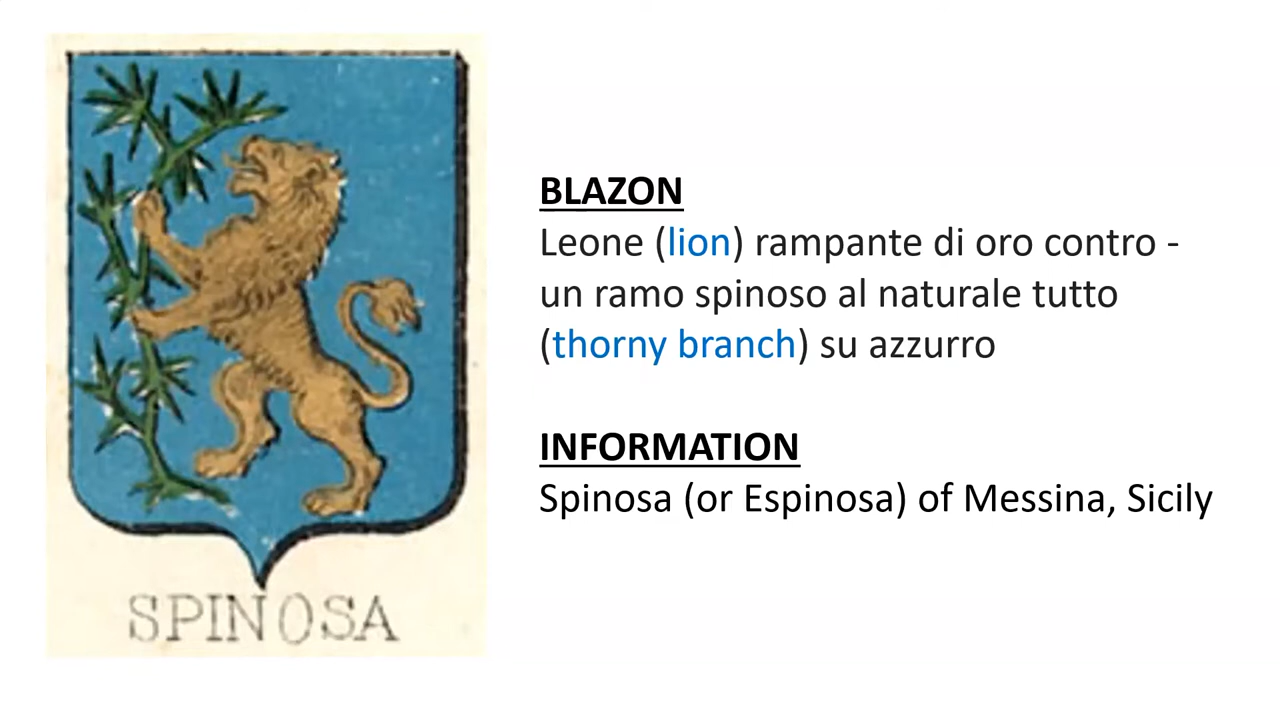 SPINOSA
BLAZON
Leone (lion) rampante di oro contro -
un ramo spinoso al naturale tutto
(thorny branch) su azzurro
INFORMATION
Spinosa (or Espinosa) of Messina, Sicily